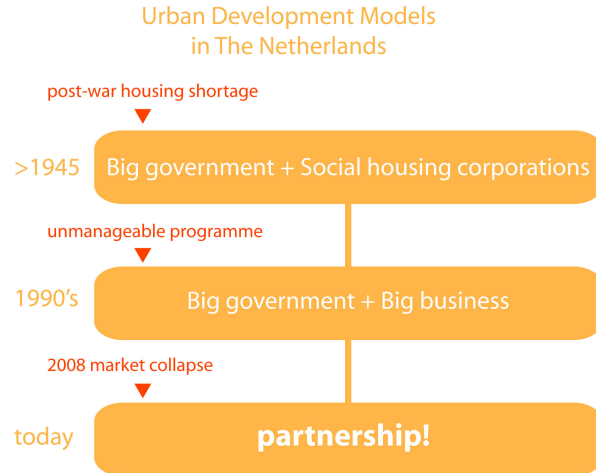 Urban Development Models
in The Netherlands
post-war housing shortage
>1945
Big government + Social housing corporations
unmanageable programme
1990's
Big government + Big business
2008 market collapse
today
partnership!